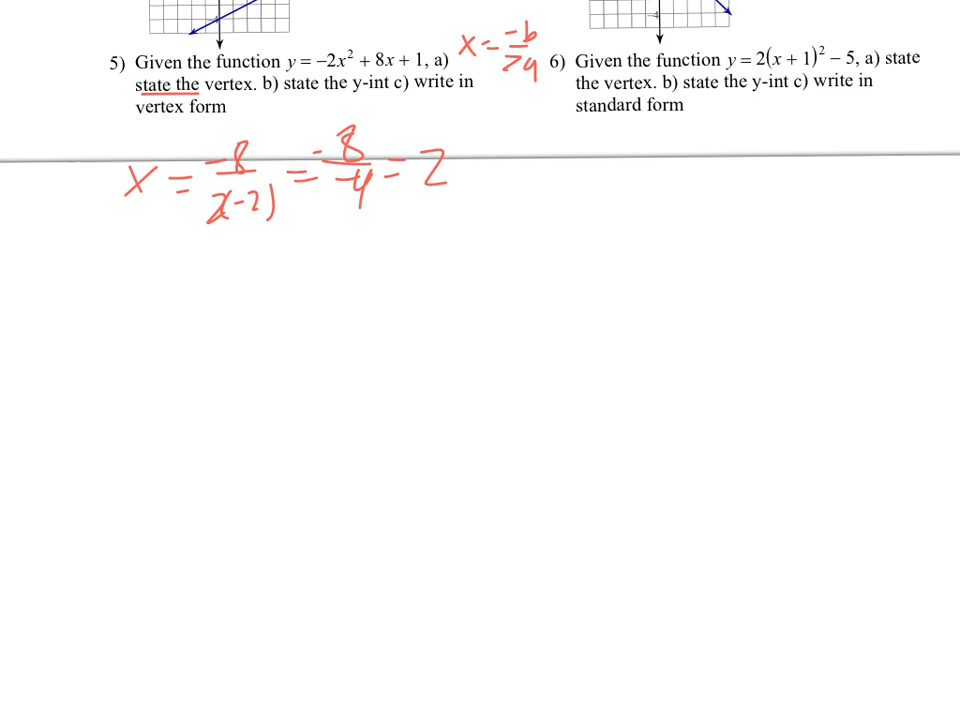 5) Given the function y = −2x² + 8x + 1, a)
state the vertex. b) state the y-int c) write in
vertex form
x = -b/2a
6) Given the function y = 2(x + 1)² − 5, a) state
the vertex. b) state the y-int c) write in
standard form
x = -8/2(-2) = -8/-4 = 2